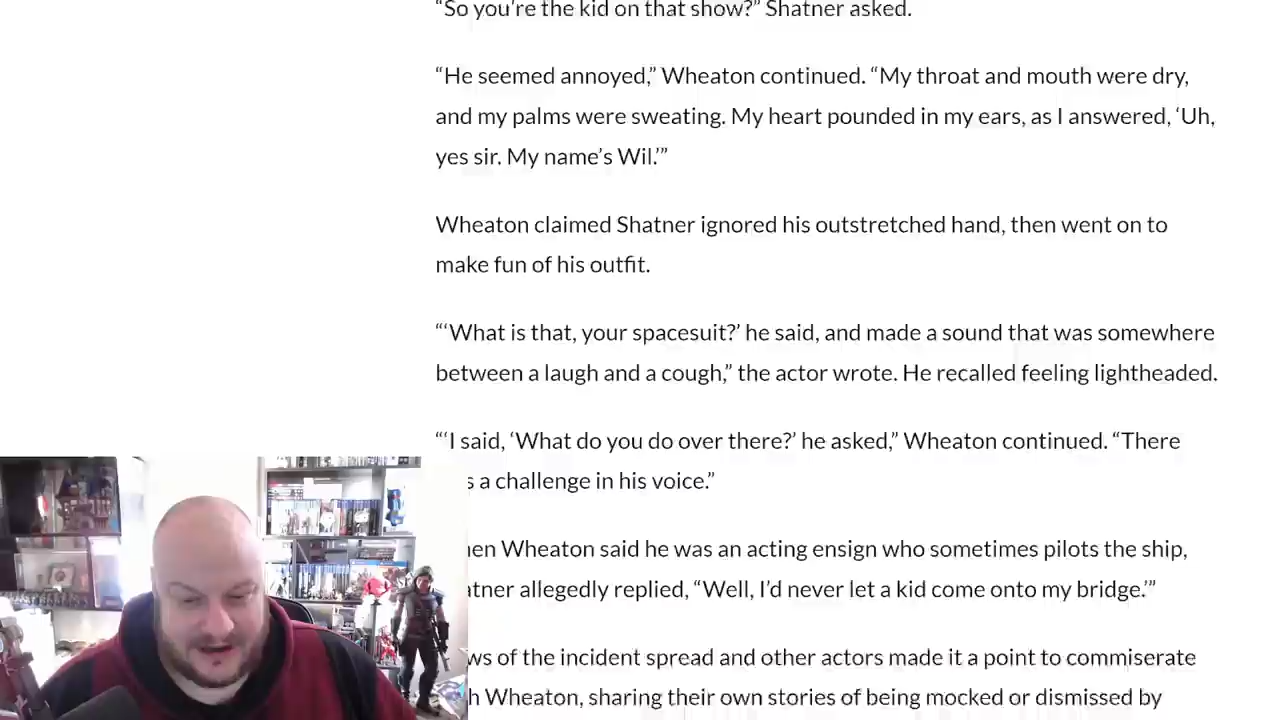 “So you’re the kid on that show?” Shatner asked.
“He seemed annoyed,” Wheaton continued. “My throat and mouth were dry,
and my palms were sweating. My heart pounded in my ears, as I answered, ‘Uh,
yes sir. My name’s Wil.’”
Wheaton claimed Shatner ignored his outstretched hand, then went on to
make fun of his outfit.
“‘What is that, your spacesuit?’ he said, and made a sound that was somewhere
between a laugh and a cough,” the actor wrote. He recalled feeling lightheaded.
“‘I said, ‘What do you do over there?’ he asked,” Wheaton continued. “There
s a challenge in his voice.”
hen Wheaton said he was an acting ensign who sometimes pilots the ship,
atner allegedly replied, “Well, I’d never let a kid come onto my bridge.’”
ws of the incident spread and other actors made it a point to commiserate
h Wheaton, sharing their own stories of being mocked or dismissed by